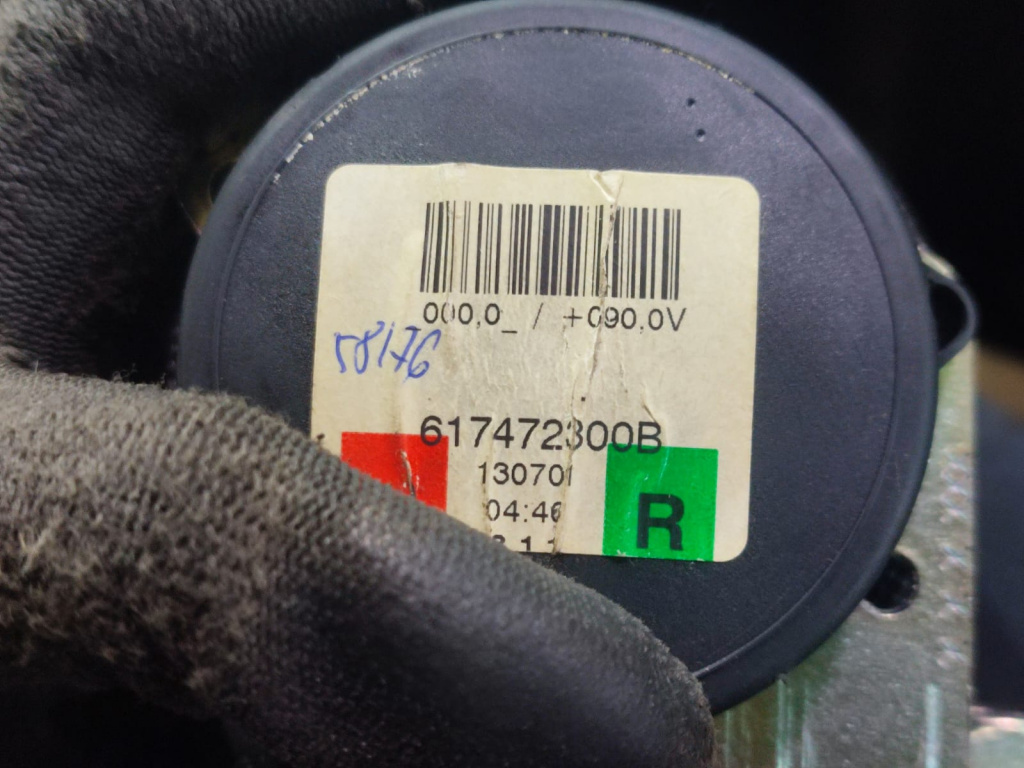 000,0_ / +090,0V
58176
617472300B
130701
04:46
R